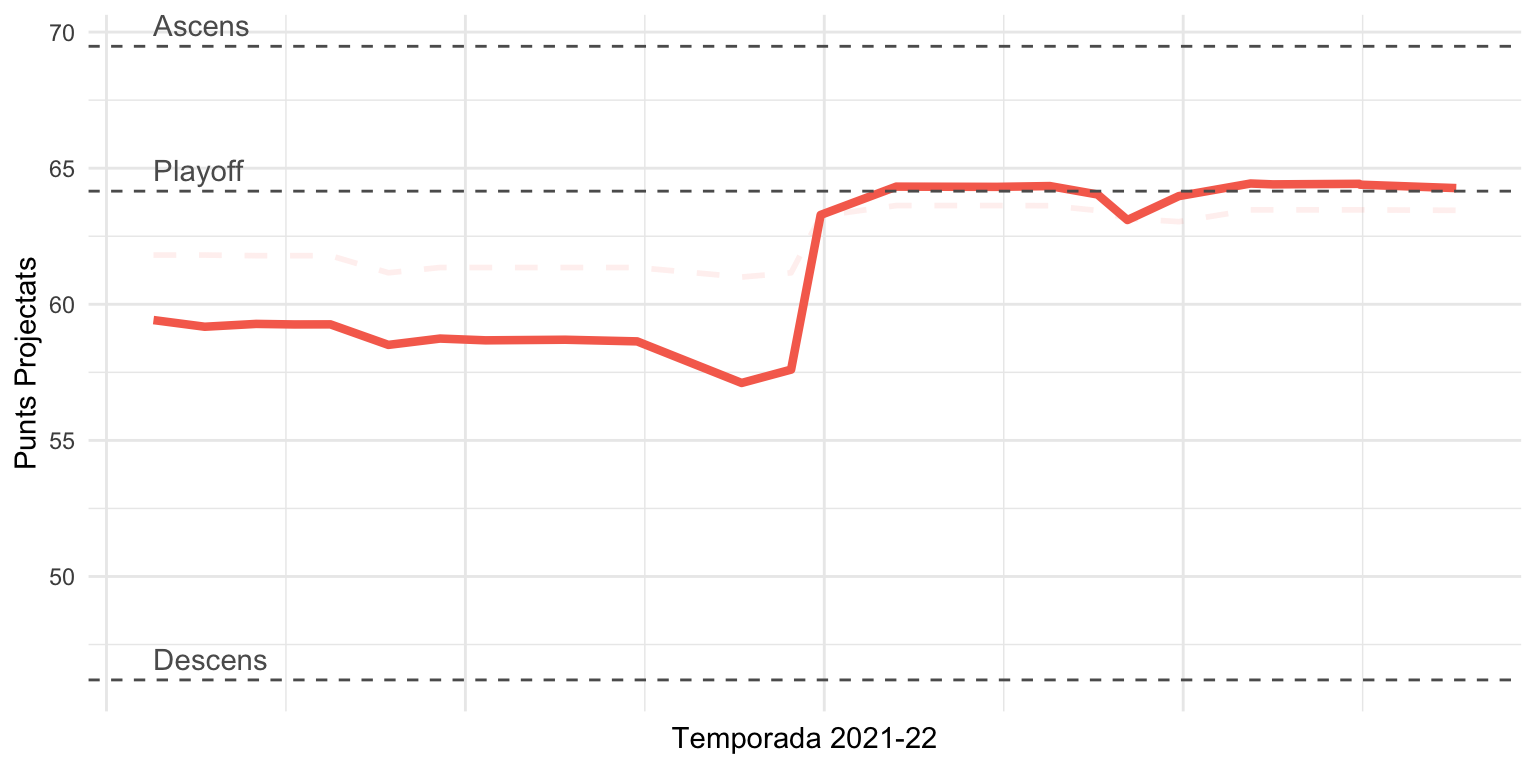 Ascens
70
Playoff
65
60
55
50
Descens
Punts Projectats
Temporada 2021-22